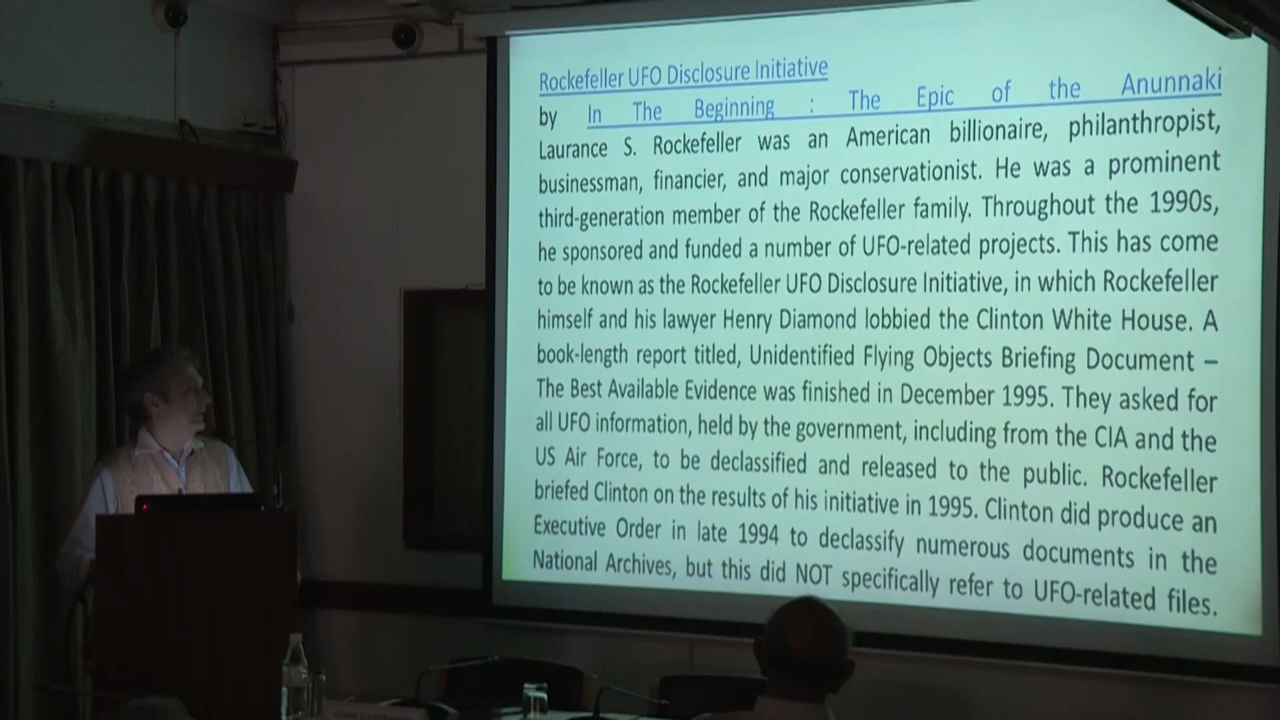 Rockefeller UFO Disclosure Initiative
by In The Beginning : The Epic of the Anunnaki
Laurance S. Rockefeller was an American billionaire, philanthropist,
businessman, financier, and major conservationist. He was a prominent
third-generation member of the Rockefeller family. Throughout the 1990s,
he sponsored and funded a number of UFO-related projects. This has come
to be known as the Rockefeller UFO Disclosure Initiative, in which Rockefeller
himself and his lawyer Henry Diamond lobbied the Clinton White House. A
book-length report titled, Unidentified Flying Objects Briefing Document –
The Best Available Evidence was finished in December 1995. They asked for
all UFO information, held by the government, including from the CIA and the
US Air Force, to be declassified and released to the public. Rockefeller
briefed Clinton on the results of his initiative in 1995. Clinton did produce an
Executive Order in late 1994 to declassify numerous documents in the
National Archives, but this did NOT specifically refer to UFO-related files.